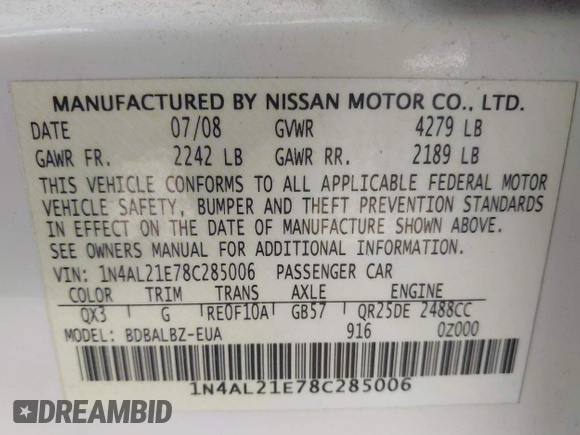 MANUFACTURED BY NISSAN MOTOR CO., LTD.
DATE 07/08 GVWR 4279 LB
GAWR FR. 2242 LB GAWR RR. 2189 LB
THIS VEHICLE CONFORMS TO ALL APPLICABLE FEDERAL MOTOR
VEHICLE SAFETY, BUMPER AND THEFT PREVENTION STANDARDS
IN EFFECT ON THE DATE OF MANUFACTURE SHOWN ABOVE.
SEE OWNERS MANUAL FOR ADDITIONAL INFORMATION.
VIN: 1N4AL21E78C285006 PASSENGER CAR
COLOR TRIM TRANS AXLE ENGINE
QX3 G RE0F10A GB57 QR25DE 2488CC
MODEL: BDBALBZ-EUA 916 0Z000
1N4AL21E78C285006
DREAMBID